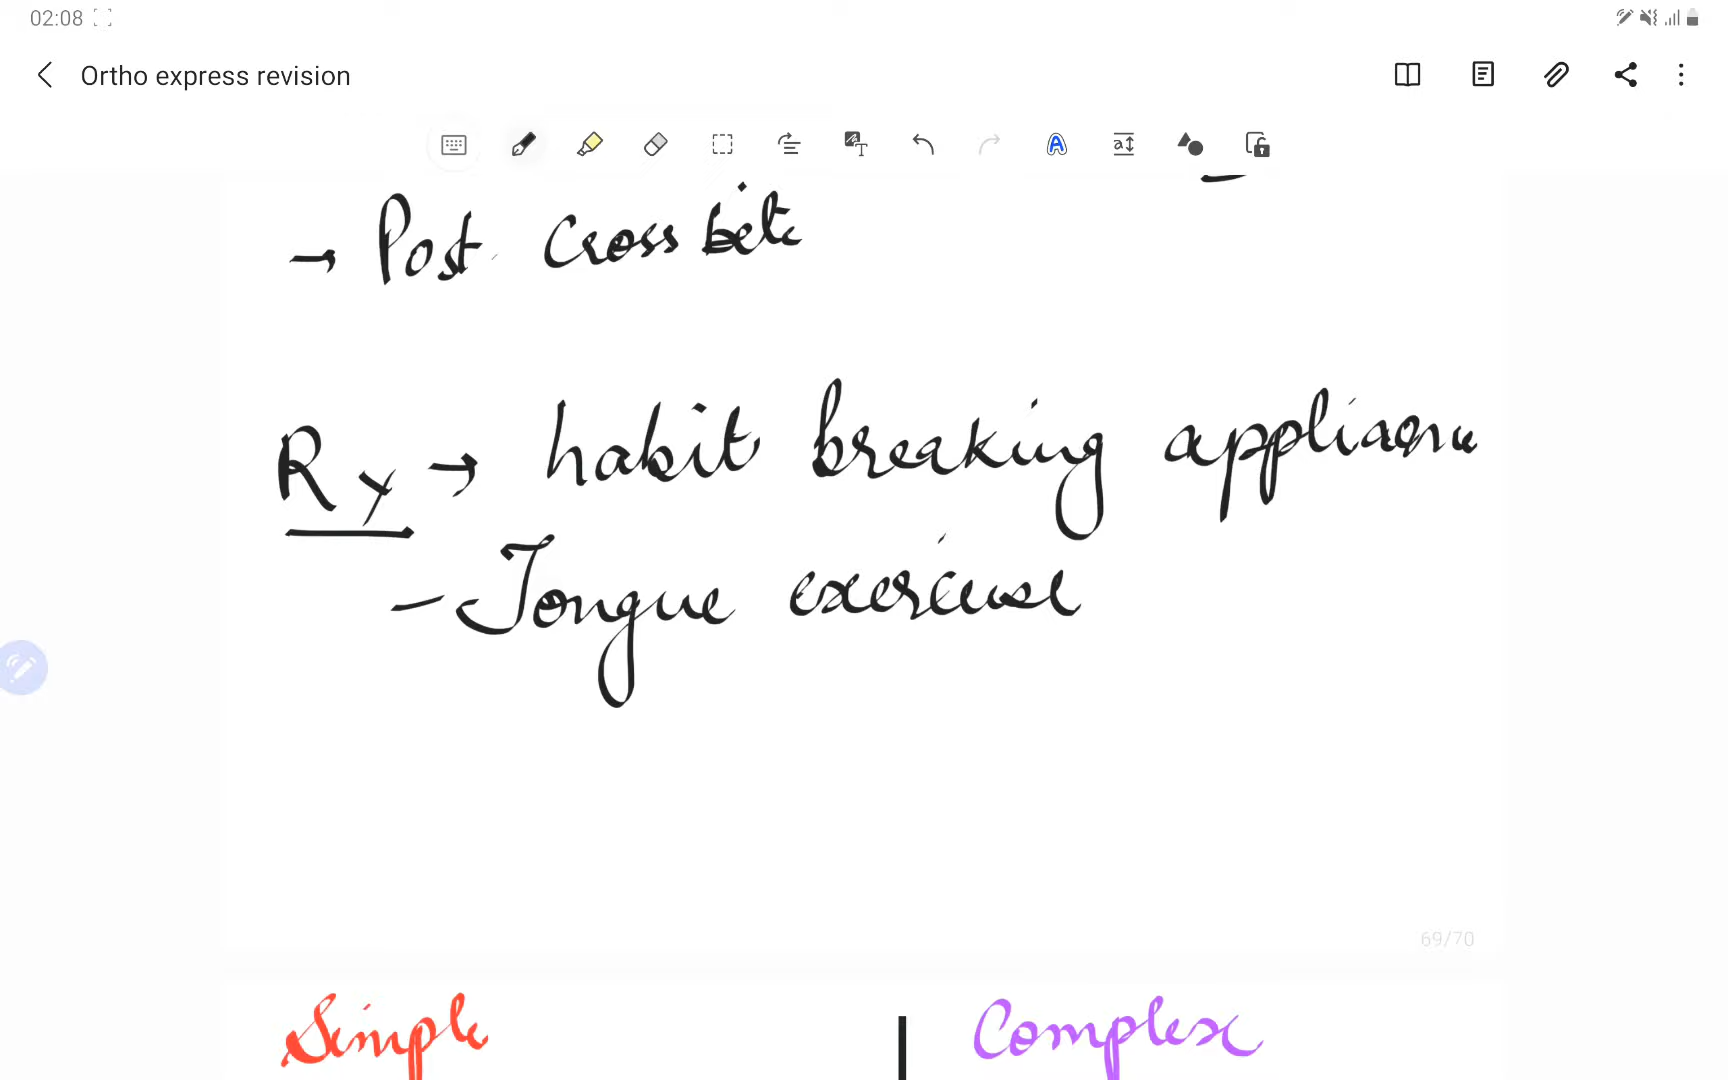 02:08
Ortho express revision
→ Post. Cross bite
Rx → habit breaking appliance
- Tongue exercise
69/70
Simple
Complex